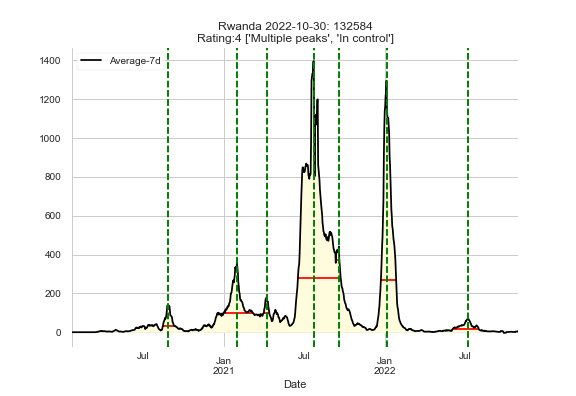 Rwanda 2022-10-30: 132584
Rating:4 ['Multiple peaks', 'In control']
Average-7d
1400
1200
1000
800
600
400
200
0
Jul
Jan
2021
Jul
Jan
2022
Jul
Date